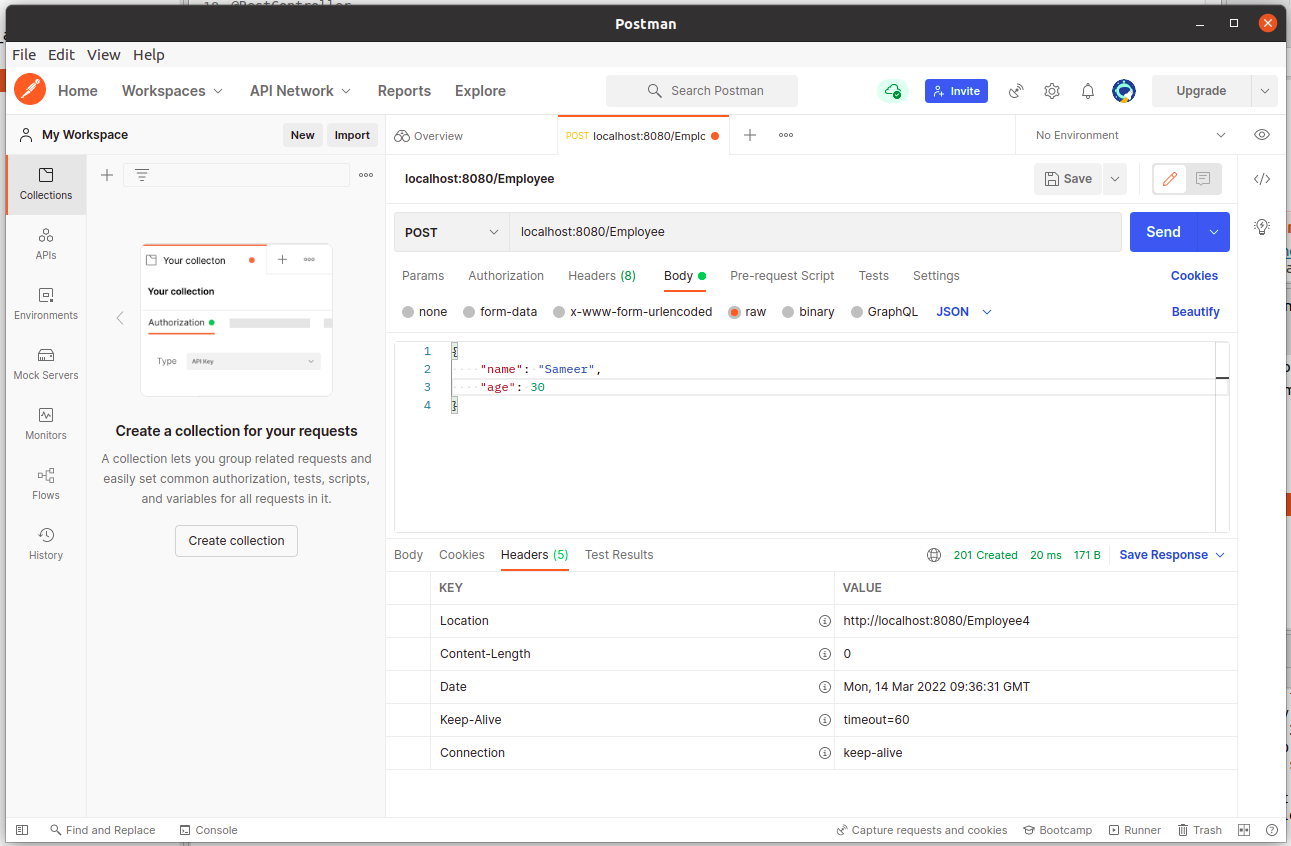 18 @RestController
Postman
File Edit View Help
Home Workspaces API Network Reports Explore Search Postman Invite Upgrade
My Workspace New Import Overview POST localhost:8080/Emplc No Environment
Collections
localhost:8080/Employee Save
APIs
POST localhost:8080/Employee Send
Your collecton
Params Authorization Headers (8) Body Pre-request Script Tests Settings Cookies
Your collection
Environments
none form-data x-www-form-urlencoded raw binary GraphQL JSON Beautify
Authorization
Type API Key
Mock Servers
1 {
2 "name": "Sameer",
3 "age": 30
4 }
Monitors
Create a collection for your requests
A collection lets you group related requests and
easily set common authorization, tests, scripts,
and variables for all requests in it.
Flows
Create collection
History
Body Cookies Headers (5) Test Results 201 Created 20 ms 171 B Save Response
KEY VALUE
Location http://localhost:8080/Employee4
Content-Length 0
Date Mon, 14 Mar 2022 09:36:31 GMT
Keep-Alive timeout=60
Connection keep-alive
Find and Replace Console Capture requests and cookies Bootcamp Runner Trash